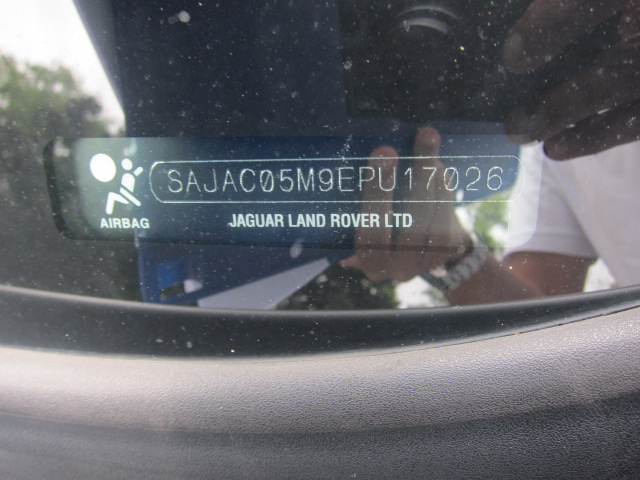 SAJAC05M9EPU17026
AIRBAG
JAGUAR LAND ROVER LTD